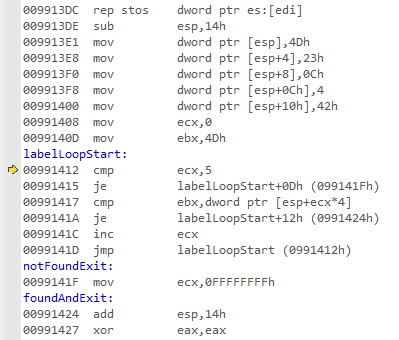 009913DC rep stos dword ptr es:[edi]
009913DE sub esp,14h
009913E1 mov dword ptr [esp],4Dh
009913E8 mov dword ptr [esp+4],23h
009913F0 mov dword ptr [esp+8],0Ch
009913F8 mov dword ptr [esp+0Ch],4
00991400 mov dword ptr [esp+10h],42h
00991408 mov ecx,0
0099140D mov ebx,4Dh
labelLoopStart:
00991412 cmp ecx,5
00991415 je labelLoopStart+0Dh (099141Fh)
00991417 cmp ebx,dword ptr [esp+ecx*4]
0099141A je labelLoopStart+12h (0991424h)
0099141C inc ecx
0099141D jmp labelLoopStart (0991412h)
notFoundExit:
0099141F mov ecx,0FFFFFFFFh
foundAndExit:
00991424 add esp,14h
00991427 xor eax,eax